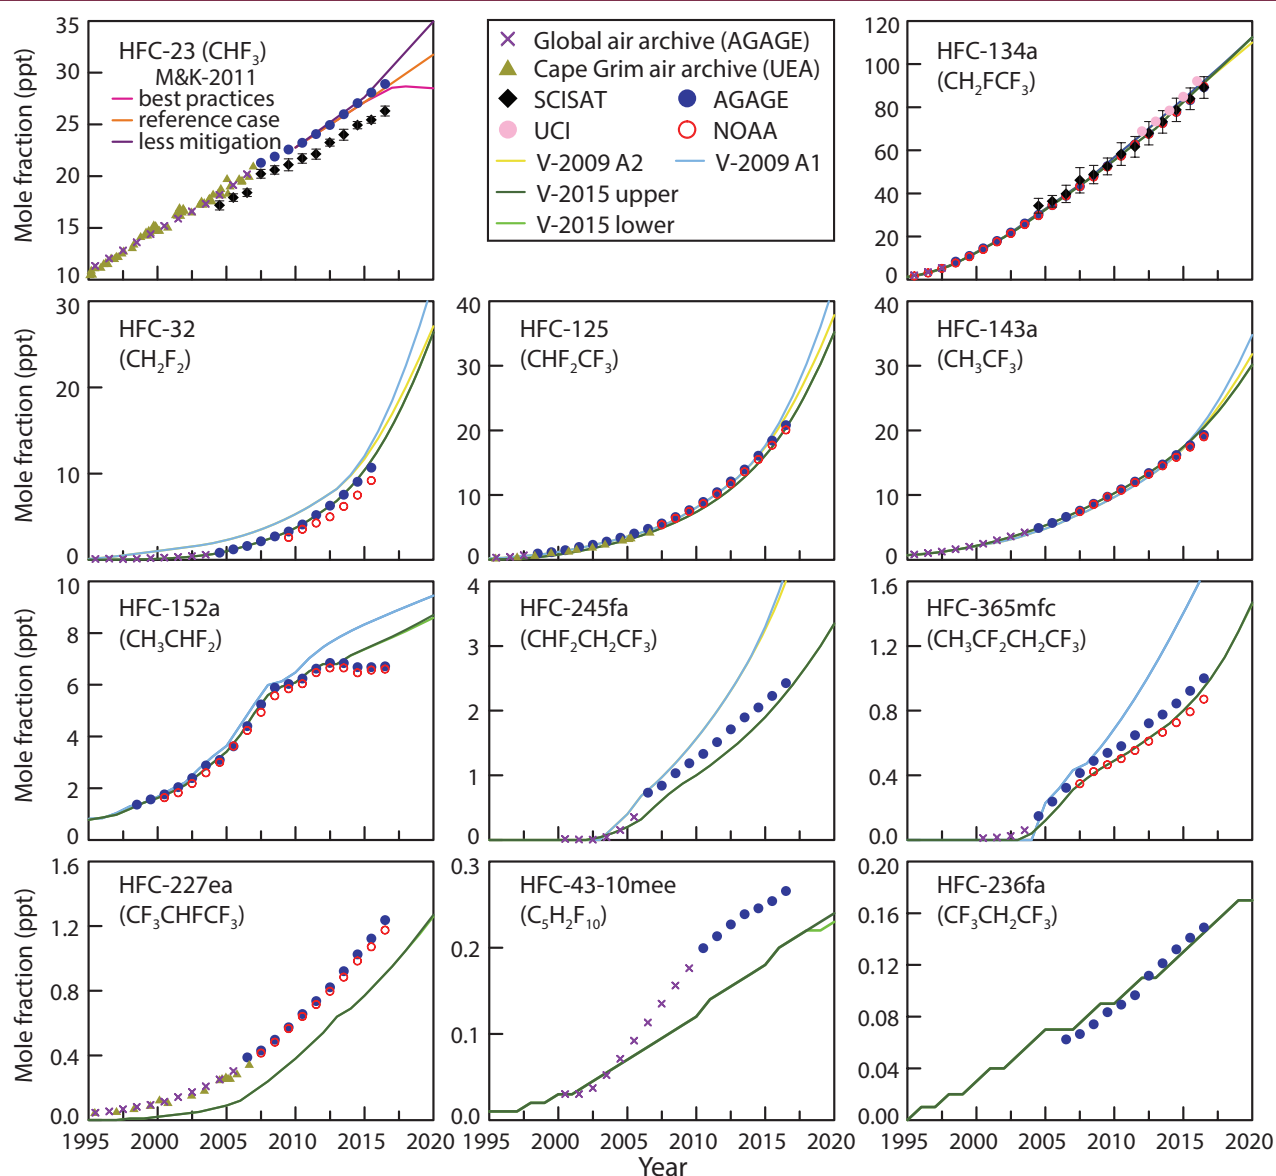 35
30
25
20
15
10
Mole fraction (ppt)
HFC-23 (CHF3)
M&K-2011
best practices
reference case
less mitigation
Global air archive (AGAGE)
Cape Grim air archive (UEA)
SCISAT
AGAGE
UCI
NOAA
V-2009 A2
V-2009 A1
V-2015 upper
V-2015 lower
120
100
80
60
40
20
0
HFC-134a
(CH2FCF3)
30
20
10
0
Mole fraction (ppt)
HFC-32
(CH2F2)
40
30
20
10
0
HFC-125
(CHF2CF3)
40
30
20
10
0
HFC-143a
(CH3CF3)
10
8
6
4
2
0
Mole fraction (ppt)
HFC-152a
(CH3CHF2)
4
3
2
1
0
HFC-245fa
(CHF2CH2CF3)
1.6
1.2
0.8
0.4
0.0
HFC-365mfc
(CH3CF2CH2CF3)
1.6
1.2
0.8
0.4
0.0
Mole fraction (ppt)
HFC-227ea
(CF3CHFCF3)
0.3
0.2
0.1
0.0
HFC-43-10mee
(C5H2F10)
0.20
0.16
0.12
0.08
0.04
0.00
HFC-236fa
(CF3CH2CF3)
1995 2000 2005 2010 2015 2020
1995 2000 2005 2010 2015 2020
1995 2000 2005 2010 2015 2020
Year